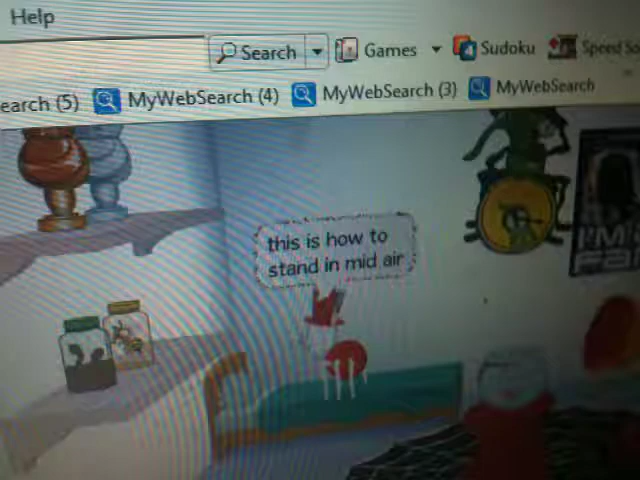 Help
Search
Games
Sudoku
Speed
earch (5)
MyWebSearch (4)
MyWebSearch (3)
MyWebSearch
this is how to
stand in mid air
I'M